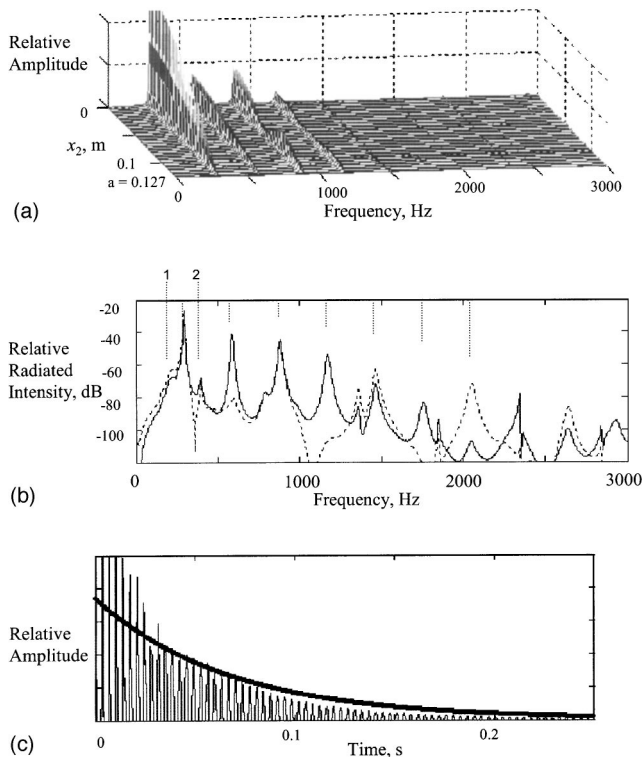 Relative
Amplitude
0
x2, m
0.1
a = 0.127
0
1000
2000
3000
Frequency, Hz
(a)
1 2
-20
-40
-60
-80
-100
Relative
Radiated
Intensity, dB
0
1000
2000
3000
Frequency, Hz
(b)
Relative
Amplitude
0
0.1
0.2
Time, s
(c)